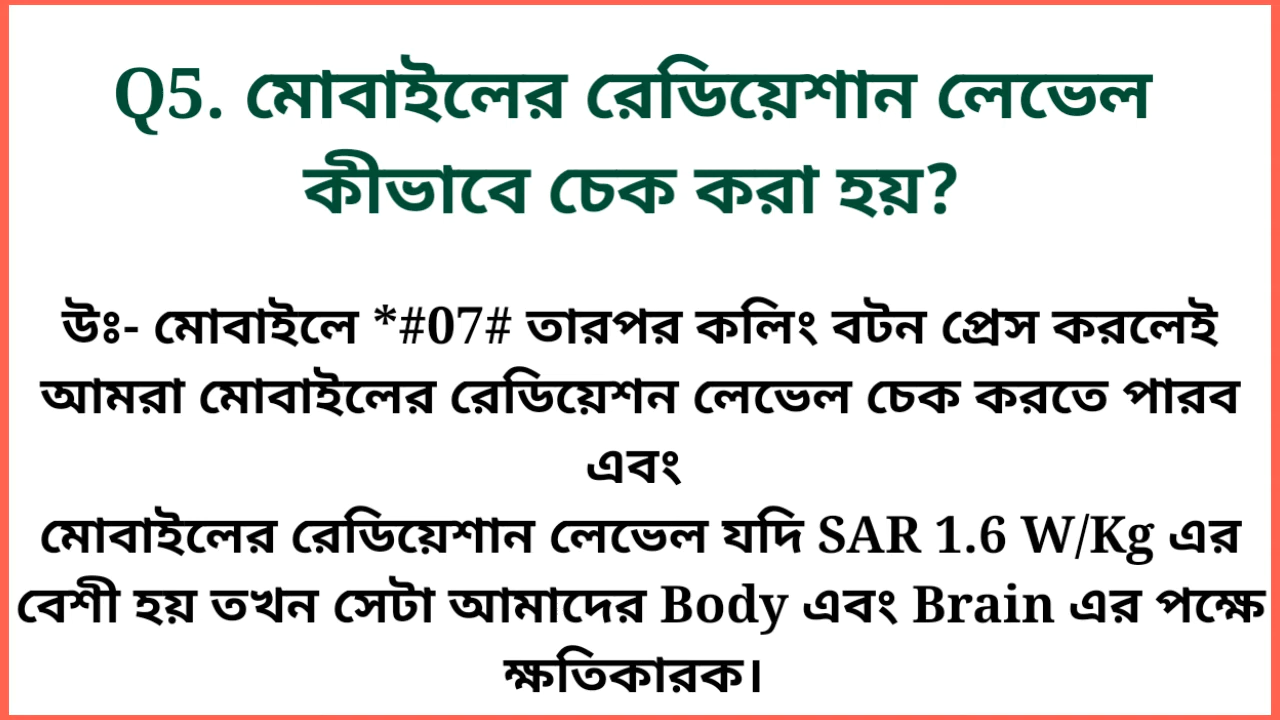 Q5. মোবাইলের রেডিয়েশান লেভেল
কীভাবে চেক করা হয়?
উঃ- মোবাইলে *#07# তারপর কলিং বটন প্রেস করলেই
আমরা মোবাইলের রেডিয়েশন লেভেল চেক করতে পারব
এবং
মোবাইলের রেডিয়েশান লেভেল যদি SAR 1.6 W/Kg এর
বেশী হয় তখন সেটা আমাদের Body এবং Brain এর পক্ষে
ক্ষতিকারক।